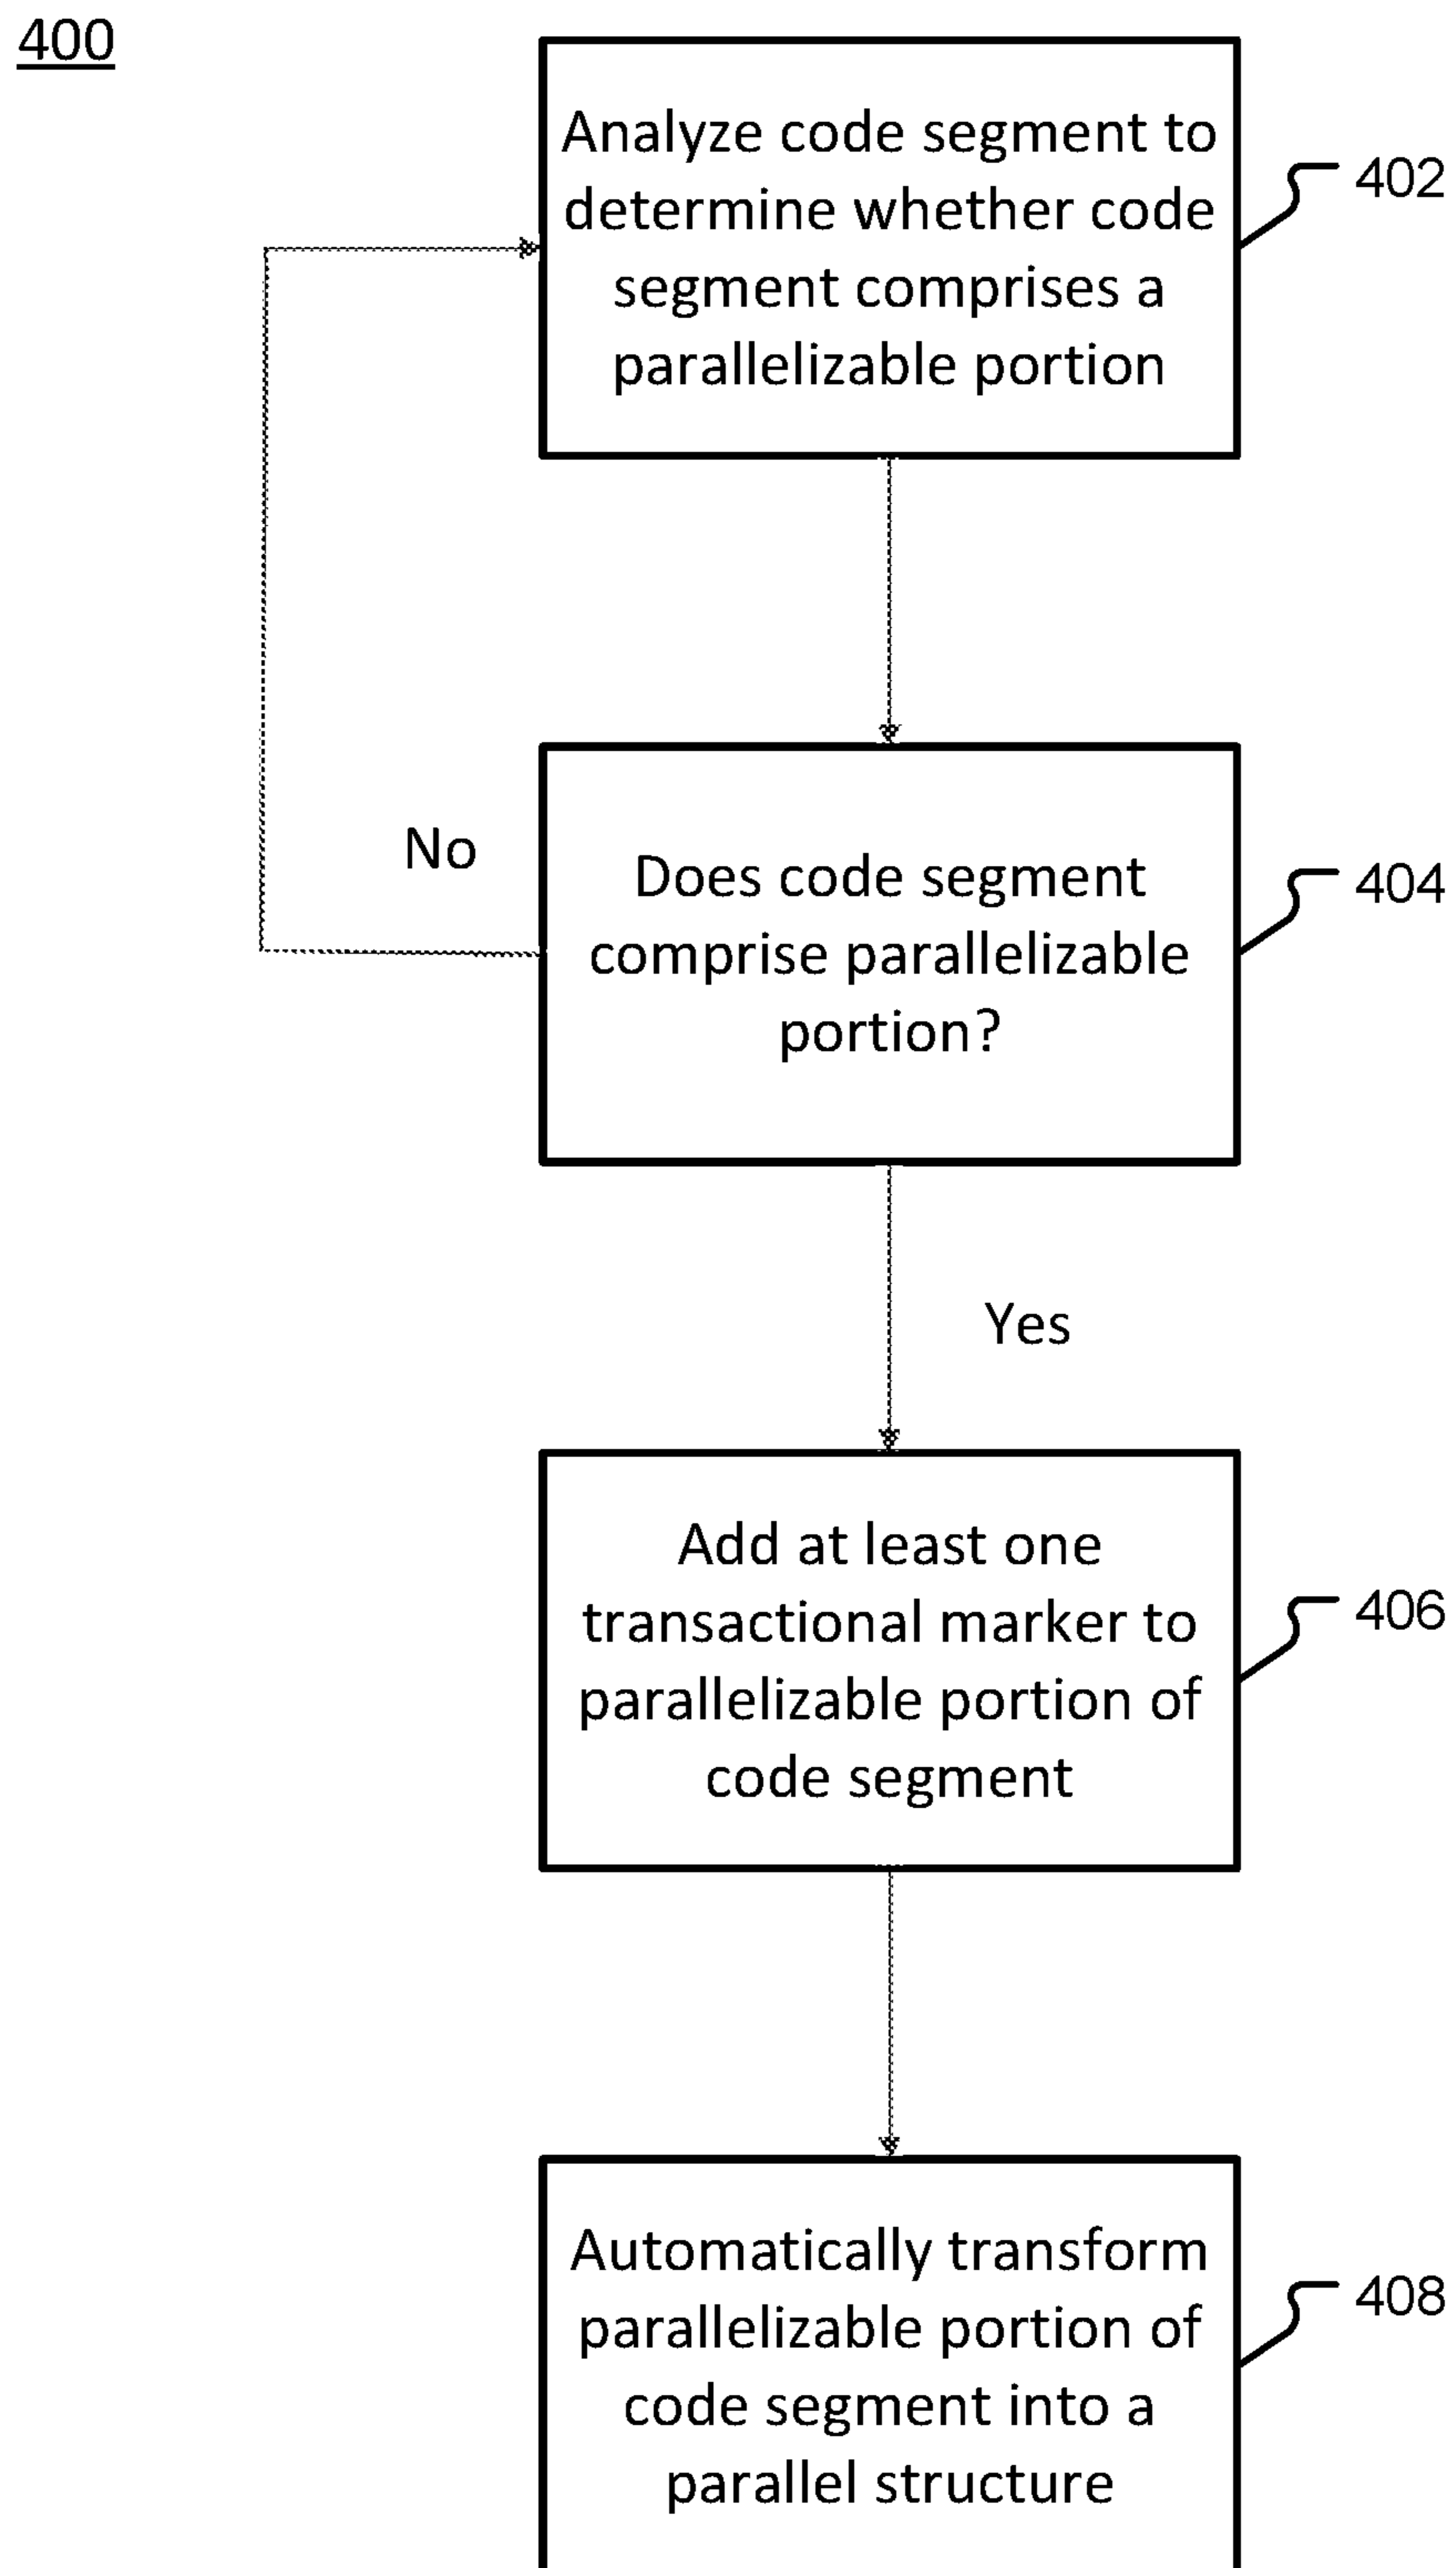 400
Analyze code segment to
determine whether code
segment comprises a
parallelizable portion
402
No
Does code segment
comprise parallelizable
portion?
404
Yes
Add at least one
transactional marker to
parallelizable portion of
code segment
406
Automatically transform
parallelizable portion of
code segment into a
parallel structure
408